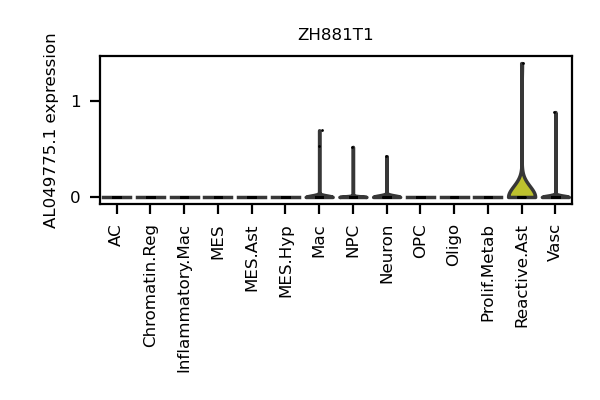 ZH881T1
AL049775.1 expression
1
0
AC
Chromatin.Reg
Inflammatory.Mac
MES
MES.Ast
MES.Hyp
Mac
NPC
Neuron
OPC
Oligo
Prolif.Metab
Reactive.Ast
Vasc